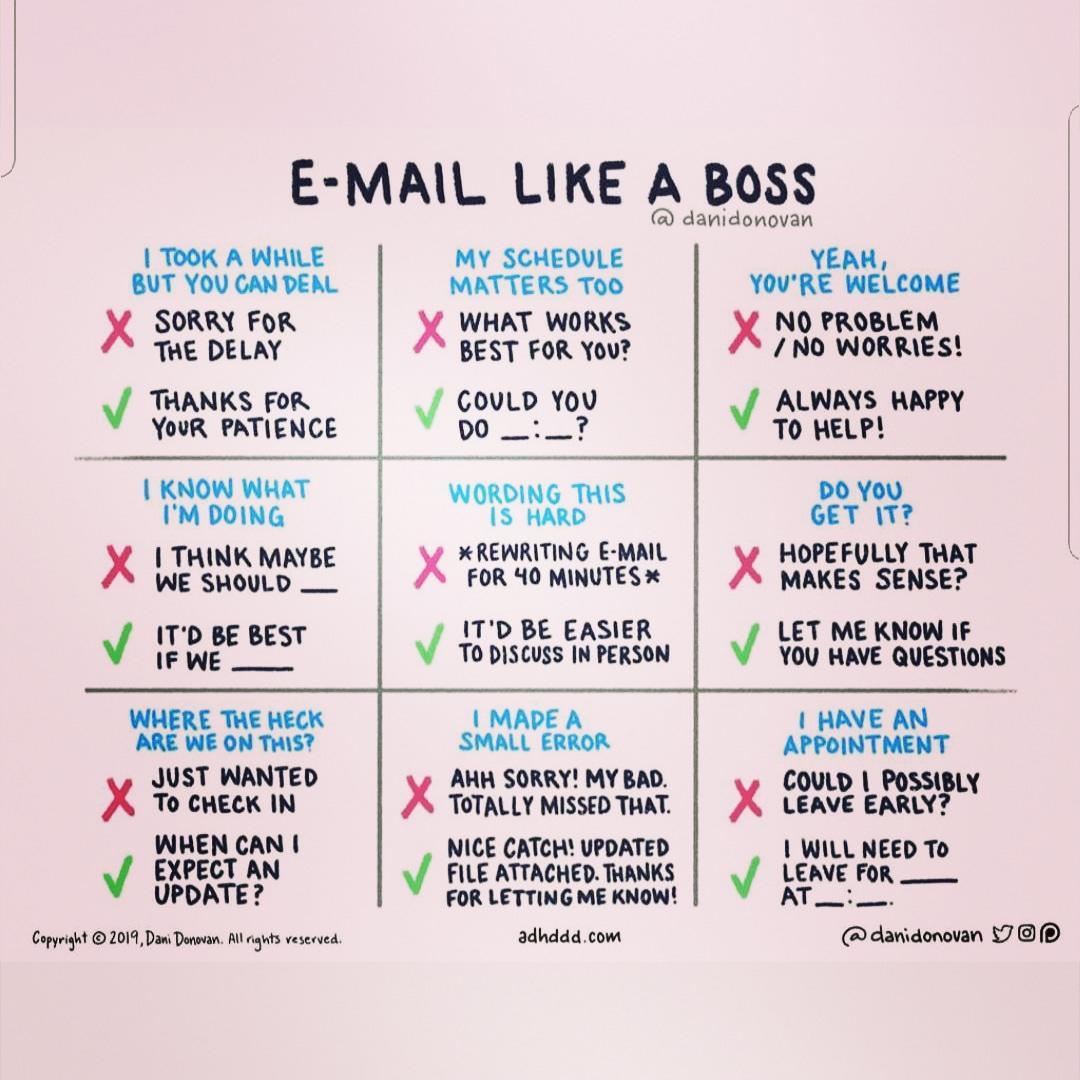 E-MAIL LIKE A BOSS
@ danidonovan
I TOOK A WHILE
BUT YOU CAN DEAL
SORRY FOR
THE DELAY
THANKS FOR
YOUR PATIENCE
MY SCHEDULE
MATTERS TOO
WHAT WORKS
BEST FOR YOU?
COULD YOU
DO __:__?
YEAH,
YOU'RE WELCOME
NO PROBLEM
/ NO WORRIES!
ALWAYS HAPPY
TO HELP!
I KNOW WHAT
I'M DOING
I THINK MAYBE
WE SHOULD ___
IT'D BE BEST
IF WE _____
WORDING THIS
IS HARD
*REWRITING E-MAIL
FOR 40 MINUTES*
IT'D BE EASIER
TO DISCUSS IN PERSON
DO YOU
GET IT?
HOPEFULLY THAT
MAKES SENSE?
LET ME KNOW IF
YOU HAVE QUESTIONS
WHERE THE HECK
ARE WE ON THIS?
JUST WANTED
TO CHECK IN
WHEN CAN I
EXPECT AN
UPDATE?
I MADE A
SMALL ERROR
AHH SORRY! MY BAD.
TOTALLY MISSED THAT.
NICE CATCH! UPDATED
FILE ATTACHED. THANKS
FOR LETTING ME KNOW!
I HAVE AN
APPOINTMENT
COULD I POSSIBLY
LEAVE EARLY?
I WILL NEED TO
LEAVE FOR _____
AT __:__.
Copyright © 2019, Dani Donovan. All rights reserved.
adhddd.com
@danidonovan